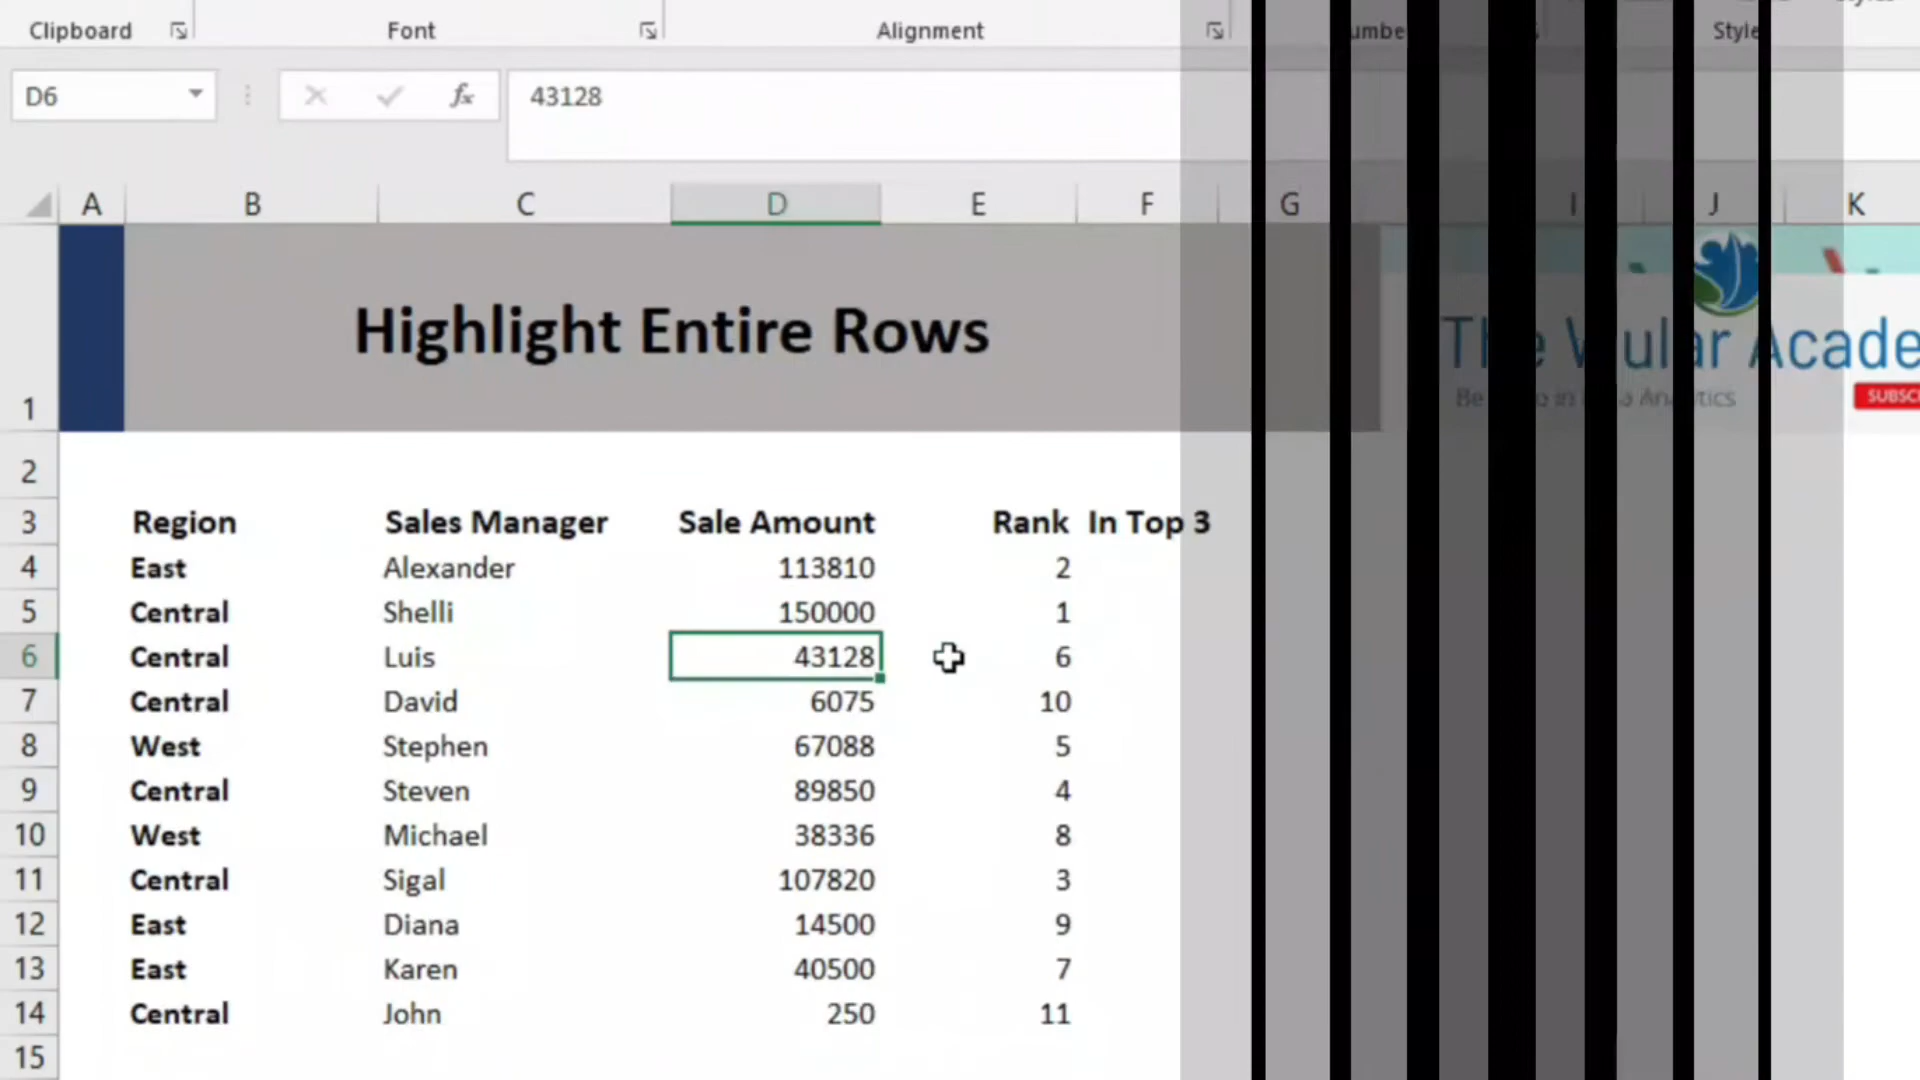 Clipboard Font Alignment
D6 fx 43128
A B C D E F G I J K
Highlight Entire Rows
The
Acade
SUBSC
1
2
3 Region Sales Manager Sale Amount Rank In Top 3
4 East Alexander 113810 2
5 Central Shelli 150000 1
6 Central Luis 43128 6
7 Central David 6075 10
8 West Stephen 67088 5
9 Central Steven 89850 4
10 West Michael 38336 8
11 Central Sigal 107820 3
12 East Diana 14500 9
13 East Karen 40500 7
14 Central John 250 11
15